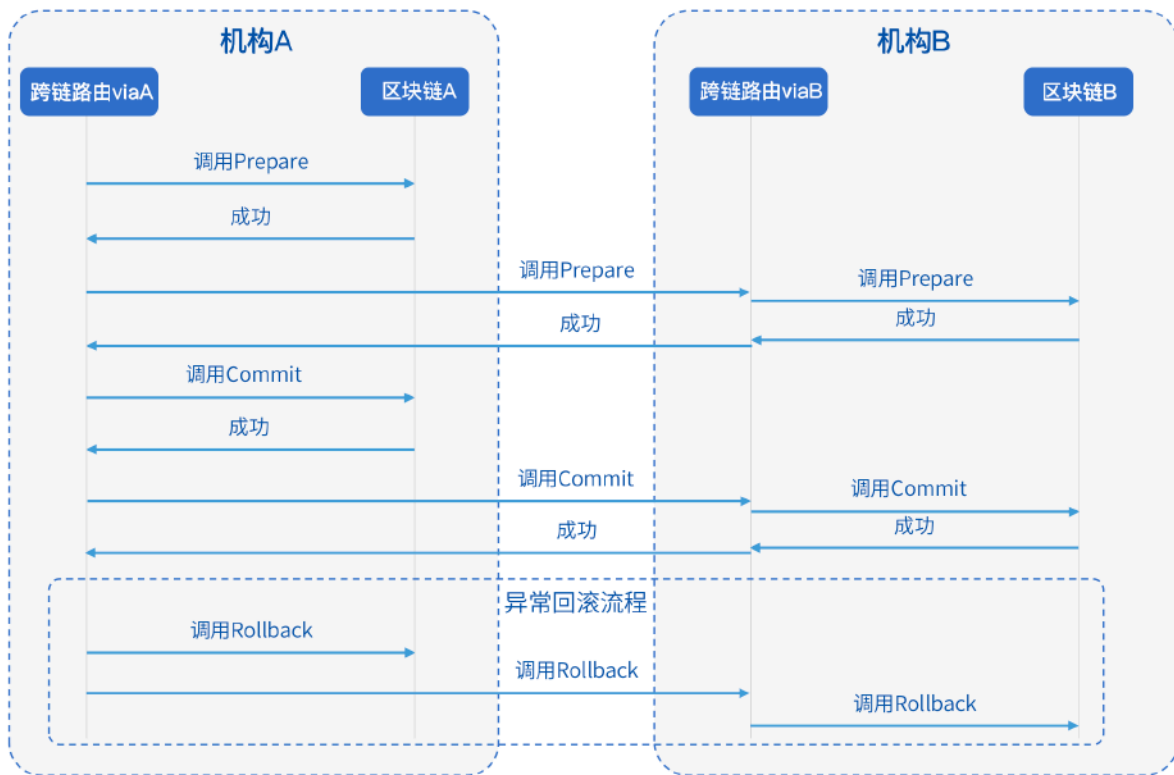 机构A
机构B
跨链路由viaA
区块链A
跨链路由viaB
区块链B
调用Prepare
成功
调用Prepare
调用Prepare
成功
成功
调用Commit
成功
调用Commit
调用Commit
成功
成功
异常回滚流程
调用Rollback
调用Rollback
调用Rollback